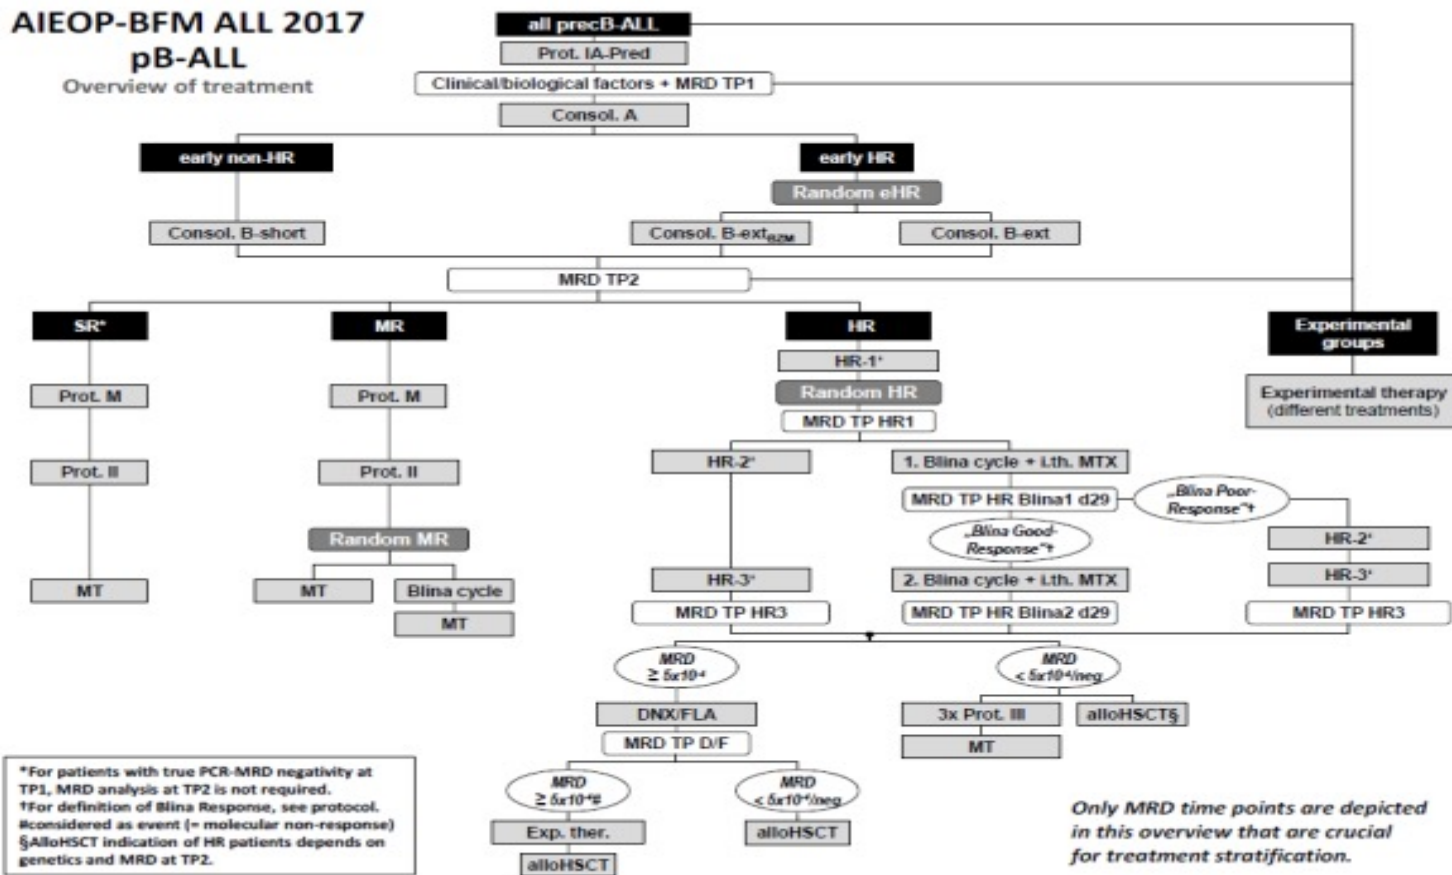 AIEOP-BFM ALL 2017
pB-ALL
Overview of treatment
all precB-ALL
Prot. IA-Pred
Clinical/biological factors + MRD TP1
Consol. A
early non-HR
early HR
Random eHR
Consol. B-short
Consol. B-ext_BZM
Consol. B-ext
MRD TP2
SR*
MR
HR
Experimental
groups
HR-1'
Experimental therapy
(different treatments)
Prot. M
Prot. M
Random HR
MRD TP HR1
Prot. II
Prot. II
HR-2'
1. Blina cycle + i.th. MTX
MRD TP HR Blina1 d29
„Blina Poor-
Response"†
„Blina Good-
Response"†
Random MR
HR-2'
HR-3'
MT
MT
Blina cycle
MT
HR-3'
2. Blina cycle + i.th. MTX
MRD TP HR3
MRD TP HR Blina2 d29
MRD TP HR3
MRD
≥ 5x10⁻⁴
MRD
< 5x10⁻⁴/neg
DNX/FLA
3x Prot. III
alloHSCT§
MRD TP D/F
MT
MRD
≥ 5x10⁻⁴#
MRD
< 5x10⁻⁴/neg
Exp. ther.
alloHSCT
alloHSCT
*For patients with true PCR-MRD negativity at
TP1, MRD analysis at TP2 is not required.
†For definition of Blina Response, see protocol.
#considered as event (= molecular non-response)
§AlloHSCT indication of HR patients depends on
genetics and MRD at TP2.
Only MRD time points are depicted
in this overview that are crucial
for treatment stratification.